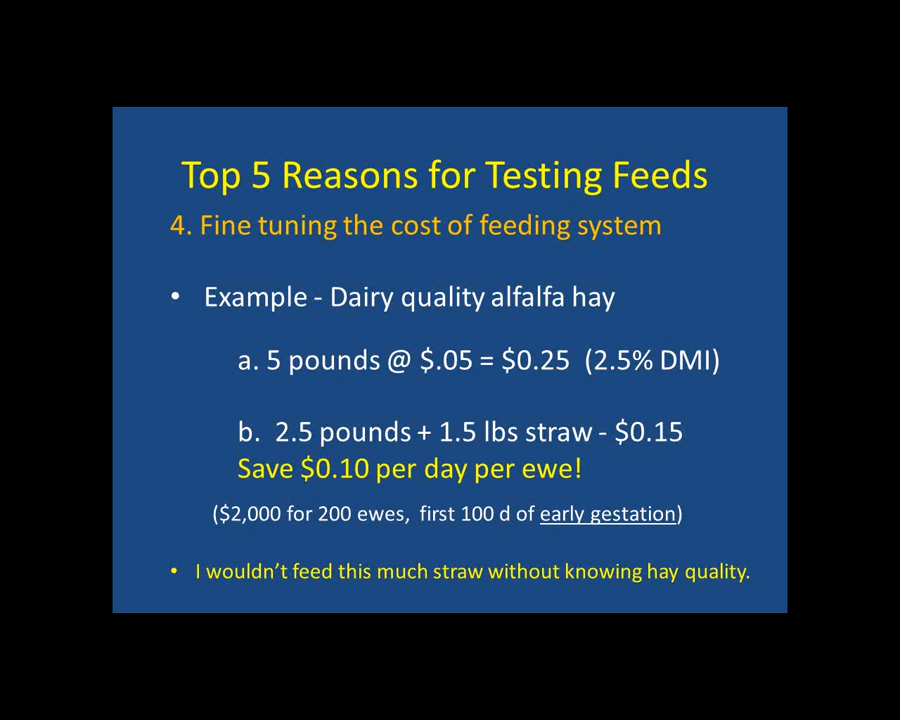 Top 5 Reasons for Testing Feeds
4. Fine tuning the cost of feeding system
• Example - Dairy quality alfalfa hay
a. 5 pounds @ $.05 = $0.25 (2.5% DMI)
b. 2.5 pounds + 1.5 lbs straw - $0.15
Save $0.10 per day per ewe!
($2,000 for 200 ewes, first 100 d of early gestation)
• I wouldn't feed this much straw without knowing hay quality.